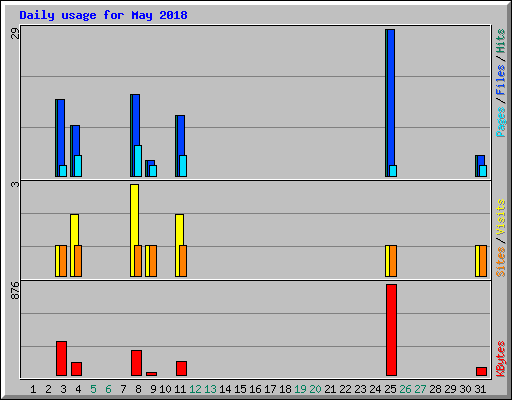 Daily usage for May 2018
29
Pages / Files / Hits
3
Sites / Visits
876
KBytes
1 2 3 4 5 6 7 8 9 10 11 12 13 14 15 16 17 18 19 20 21 22 23 24 25 26 27 28 29 30 31